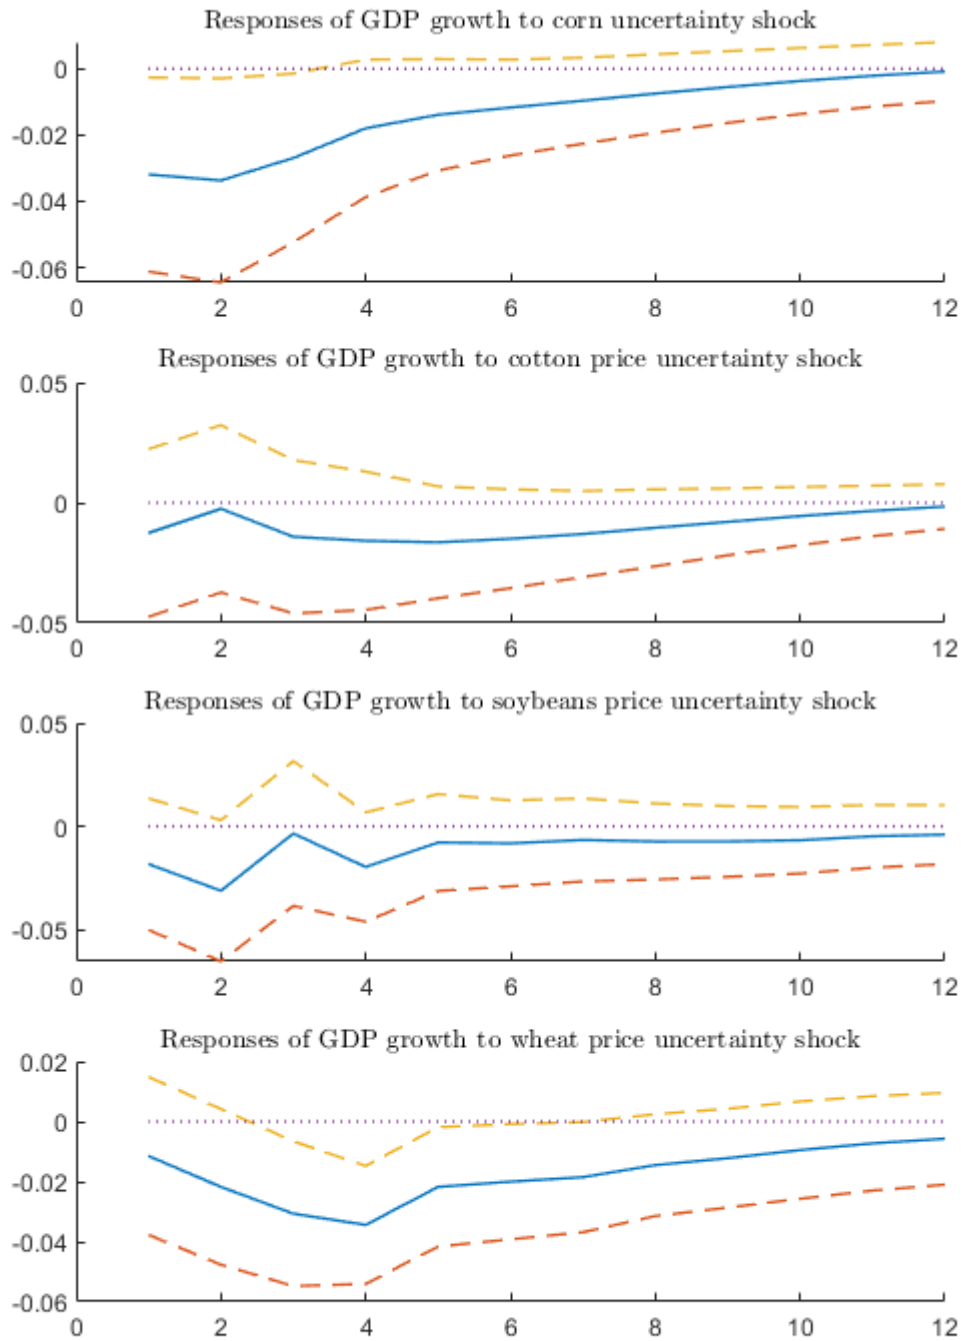 Responses of GDP growth to corn uncertainty shock
0
-0.02
-0.04
-0.06
0 2 4 6 8 10 12
Responses of GDP growth to cotton price uncertainty shock
0.05
0
-0.05
0 2 4 6 8 10 12
Responses of GDP growth to soybeans price uncertainty shock
0.05
0
-0.05
0 2 4 6 8 10 12
Responses of GDP growth to wheat price uncertainty shock
0.02
0
-0.02
-0.04
-0.06
0 2 4 6 8 10 12